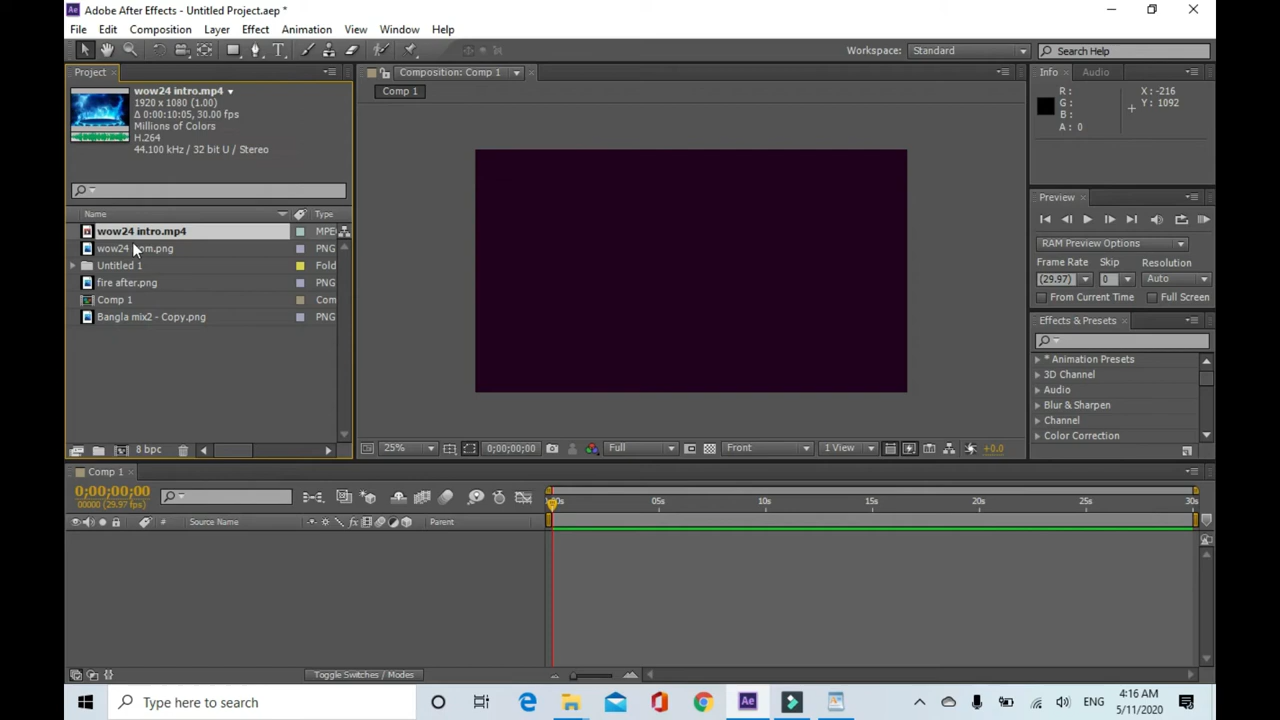 Adobe After Effects - Untitled Project.aep *
File Edit Composition Layer Effect Animation View Window Help
Workspace: Standard Search Help
Project
wow24 intro.mp4
1920 x 1080 (1.00)
Δ 0:00:10:05, 30.00 fps
Millions of Colors
H.264
44.100 kHz / 32 bit U / Stereo
Name Type
wow24 intro.mp4 MPE
wow24 PNG
Untitled 1 Fold
fire after.png PNG
Comp 1 Com
Bangla mix2 - Copy.png PNG
8 bpc
Composition: Comp 1
Comp 1
25% 0;00;00;00 Full Front 1 View +0.0
Info Audio
R : X : -216
G : Y : 1092
B :
A : 0
Preview
RAM Preview Options
Frame Rate Skip Resolution
(29.97) 0 Auto
From Current Time Full Screen
Effects & Presets
* Animation Presets
3D Channel
Audio
Blur & Sharpen
Channel
Color Correction
Comp 1
0;00;00;00
00000 (29.97 fps)
05s 10s 15s 20s 25s 30s
# Source Name Parent
Toggle Switches / Modes
Type here to search
ENG
4:16 AM
5/11/2020